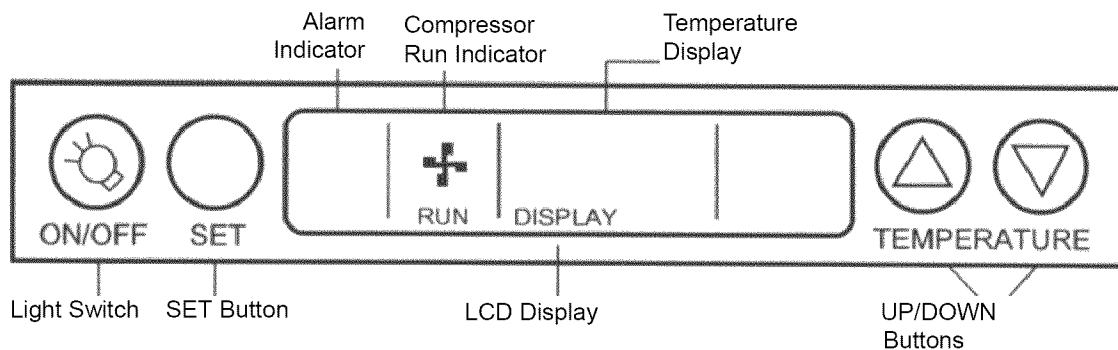 Alarm
Indicator
Compressor
Run Indicator
Temperature
Display
ON/OFF
SET
RUN
DISPLAY
TEMPERATURE
Light Switch
SET Button
LCD Display
UP/DOWN
Buttons